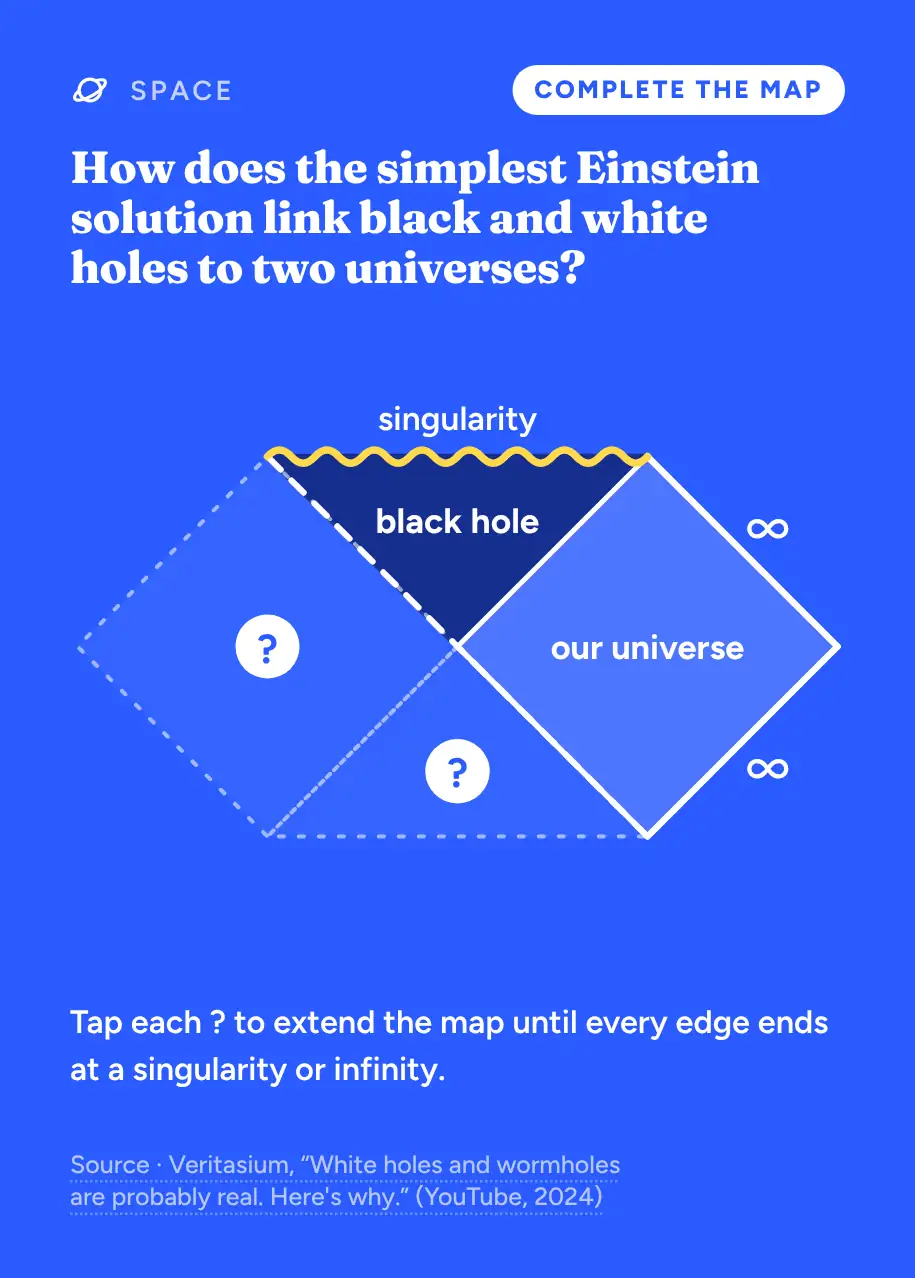 SPACE
COMPLETE THE MAP
How does the simplest Einstein
solution link black and white
holes to two universes?
singularity
black hole
∞
?
our universe
?
∞
Tap each ? to extend the map until every edge ends
at a singularity or infinity.
Source · Veritasium, “White holes and wormholes
are probably real. Here's why.” (YouTube, 2024)